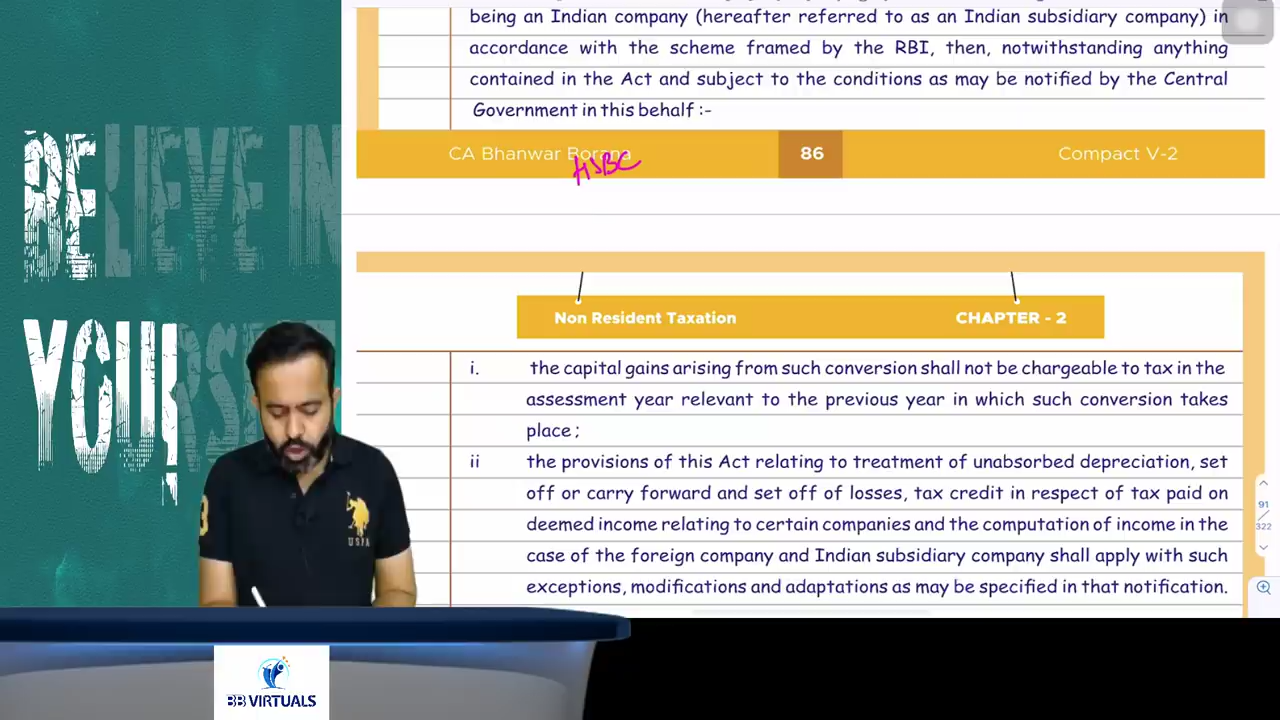 being an Indian company (hereafter referred to as an Indian subsidiary company) in
accordance with the scheme framed by the RBI, then, notwithstanding anything
contained in the Act and subject to the conditions as may be notified by the Central
Government in this behalf :-
CA Bhanwar Borana
86
Compact V-2
HSBC
Non Resident Taxation
CHAPTER - 2
i. the capital gains arising from such conversion shall not be chargeable to tax in the
assessment year relevant to the previous year in which such conversion takes
place ;
ii the provisions of this Act relating to treatment of unabsorbed depreciation, set
off or carry forward and set off of losses, tax credit in respect of tax paid on
deemed income relating to certain companies and the computation of income in the
case of the foreign company and Indian subsidiary company shall apply with such
exceptions, modifications and adaptations as may be specified in that notification.
91
322
BELIEVE IN
YOURSE
3
USPA
BB VIRTUALS